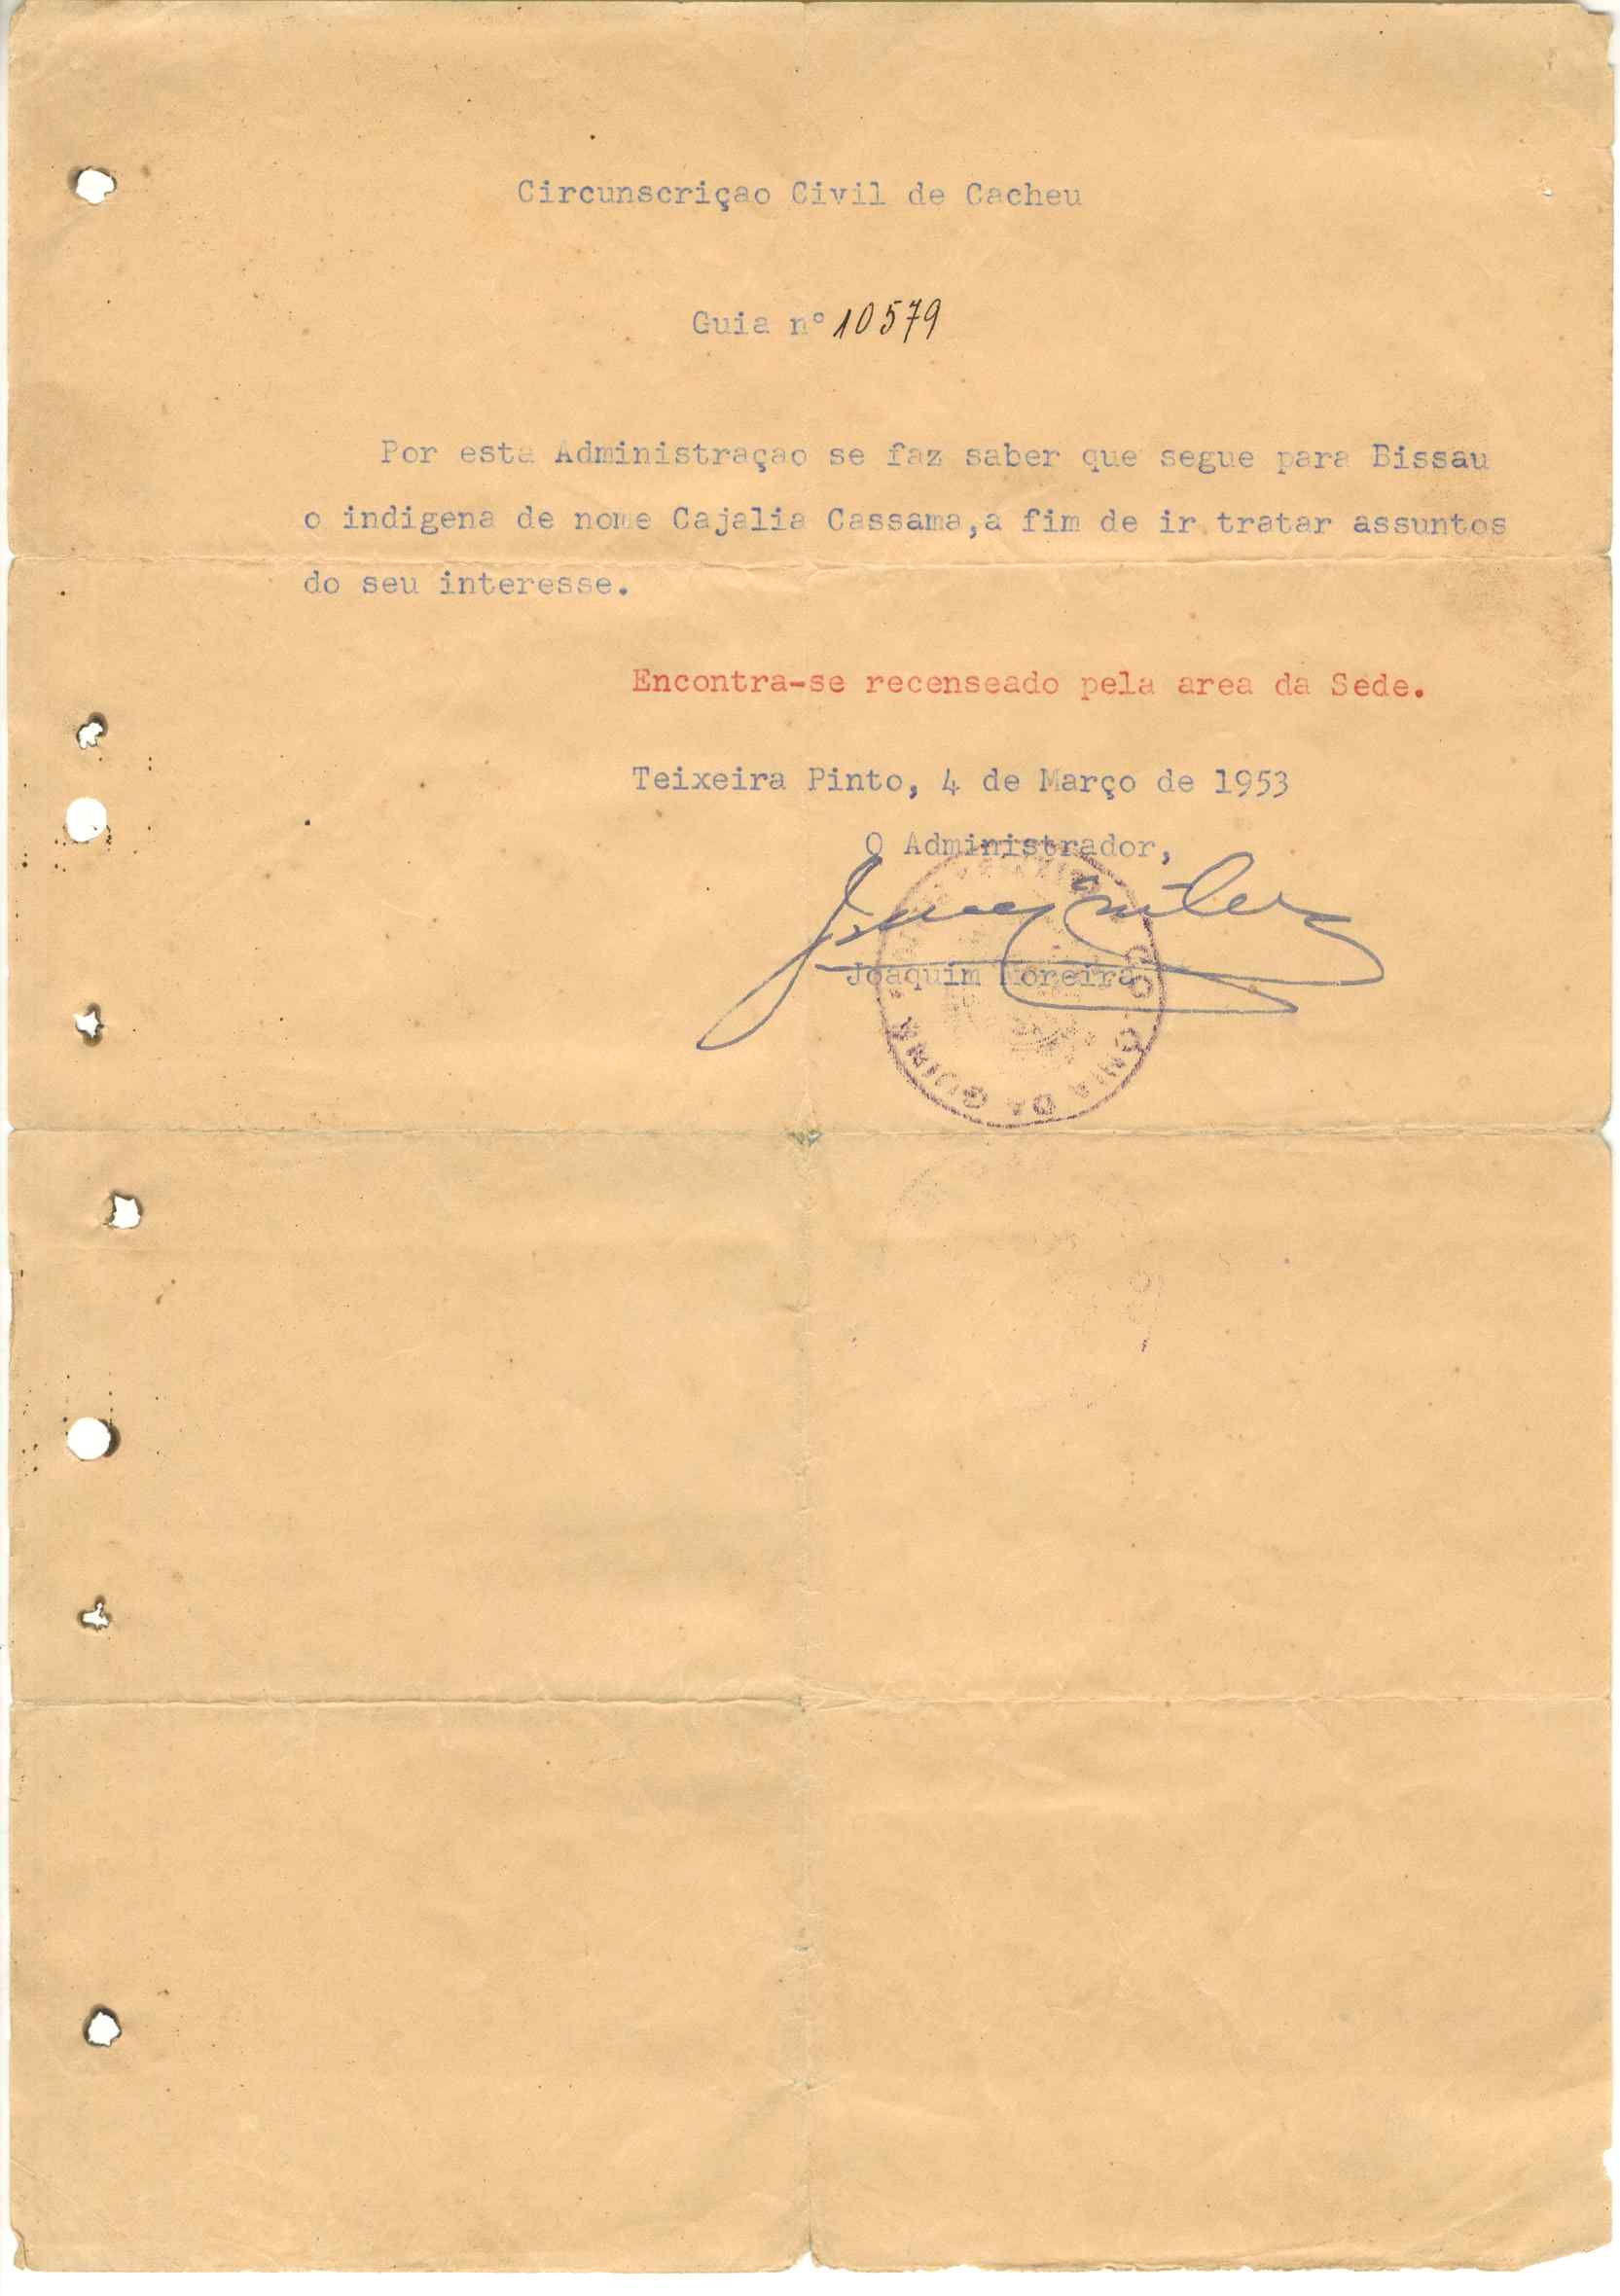 Circunscriçao Civil de Cacheu
Guia nº 10579
Por esta Administraçao se faz saber que segue para Bissau
o indigena de nome Cajalia Cassama,a fim de ir tratar assuntos
do seu interesse.
Encontra-se recenseado pela area da Sede.
Teixeira Pinto, 4 de Março de 1953
O Administrador,
Joaquim Moreira
DA GUINÉ